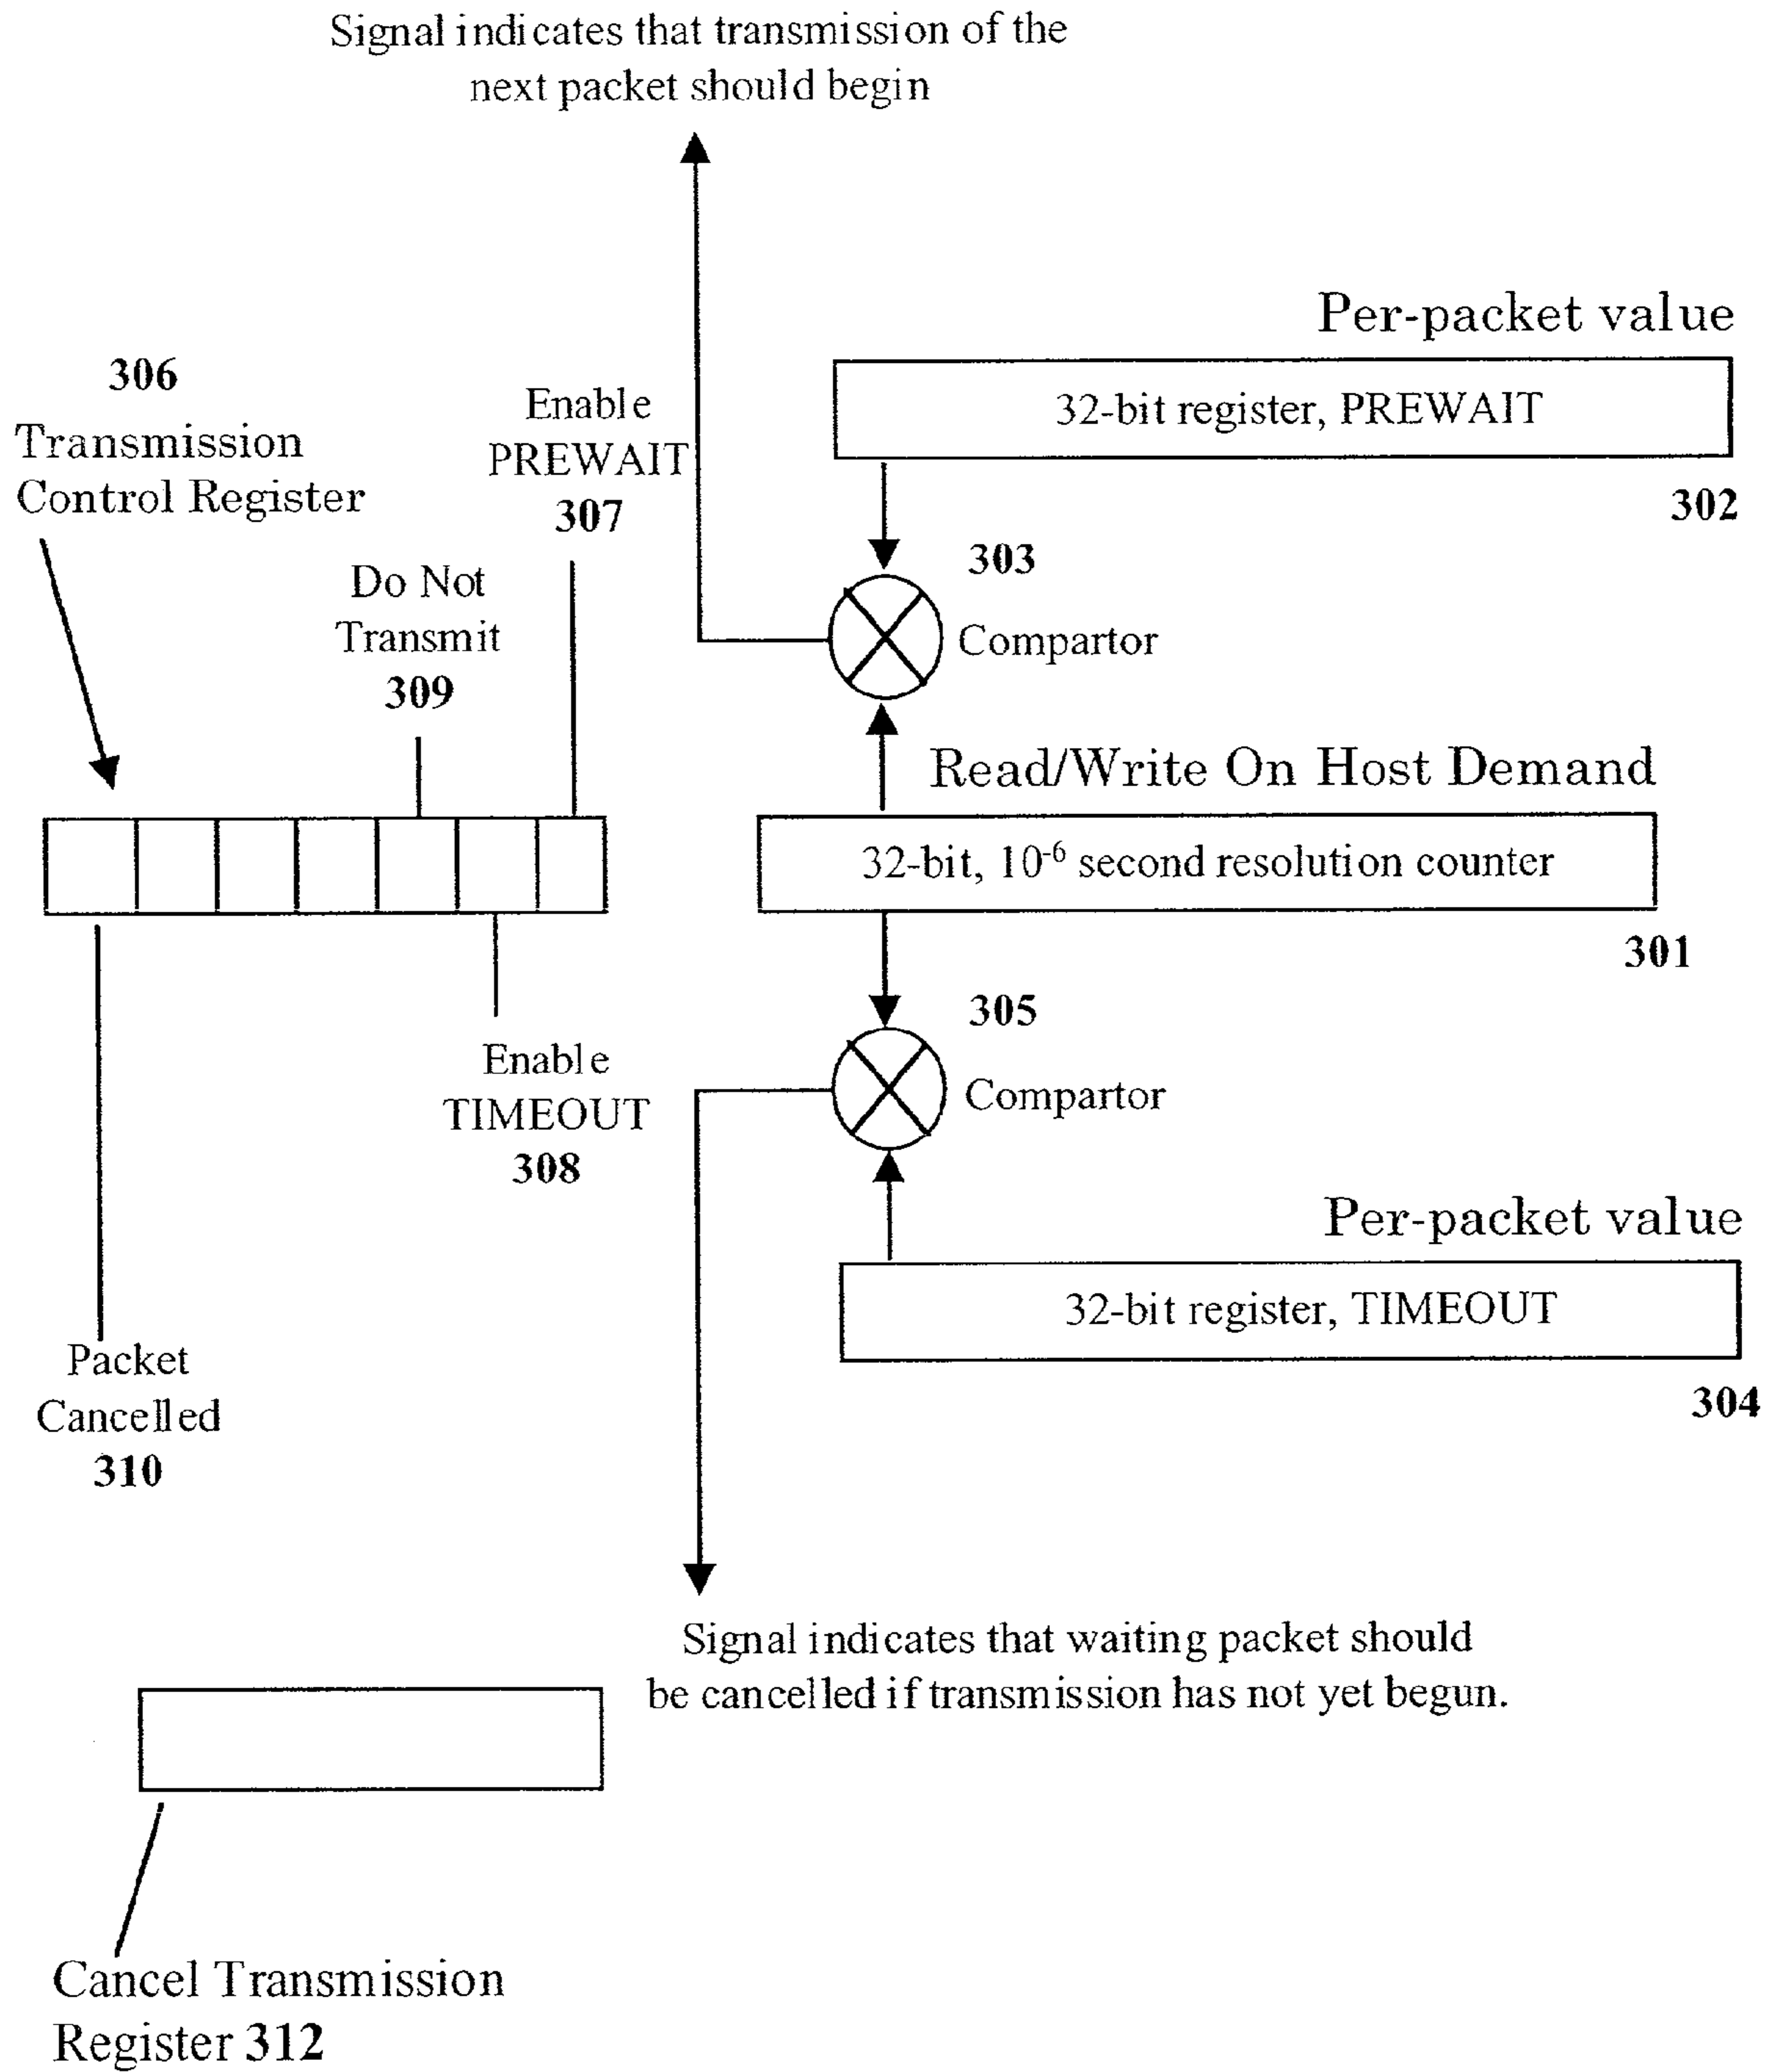 Signal indicates that transmission of the
next packet should begin
Per-packet value
32-bit register, PREWAIT
302
306
Transmission
Control Register
Enable
PREWAIT
307
Do Not
Transmit
309
303
Compartor
Read/Write On Host Demand
32-bit, 10⁻⁶ second resolution counter
301
305
Compartor
Enable
TIMEOUT
308
Per-packet value
32-bit register, TIMEOUT
304
Packet
Cancelled
310
Signal indicates that waiting packet should
be cancelled if transmission has not yet begun.
Cancel Transmission
Register 312